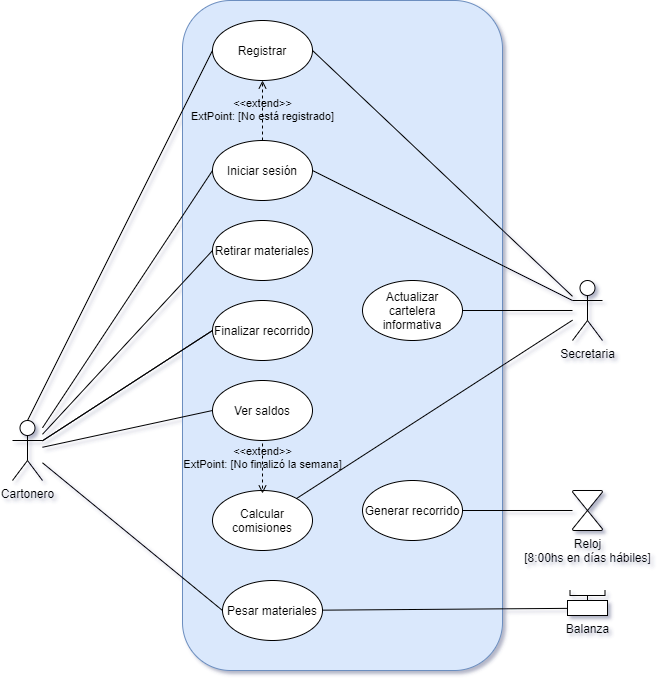 Registrar
<<extend>>
ExtPoint: [No está registrado]
Iniciar sesión
Retirar materiales
Actualizar
cartelera
informativa
Secretaria
Finalizar recorrido
Ver saldos
<<extend>>
ExtPoint: [No finalizó la semana]
Cartonero
Calcular
comisiones
Generar recorrido
Reloj
[8:00hs en días hábiles]
Pesar materiales
Balanza